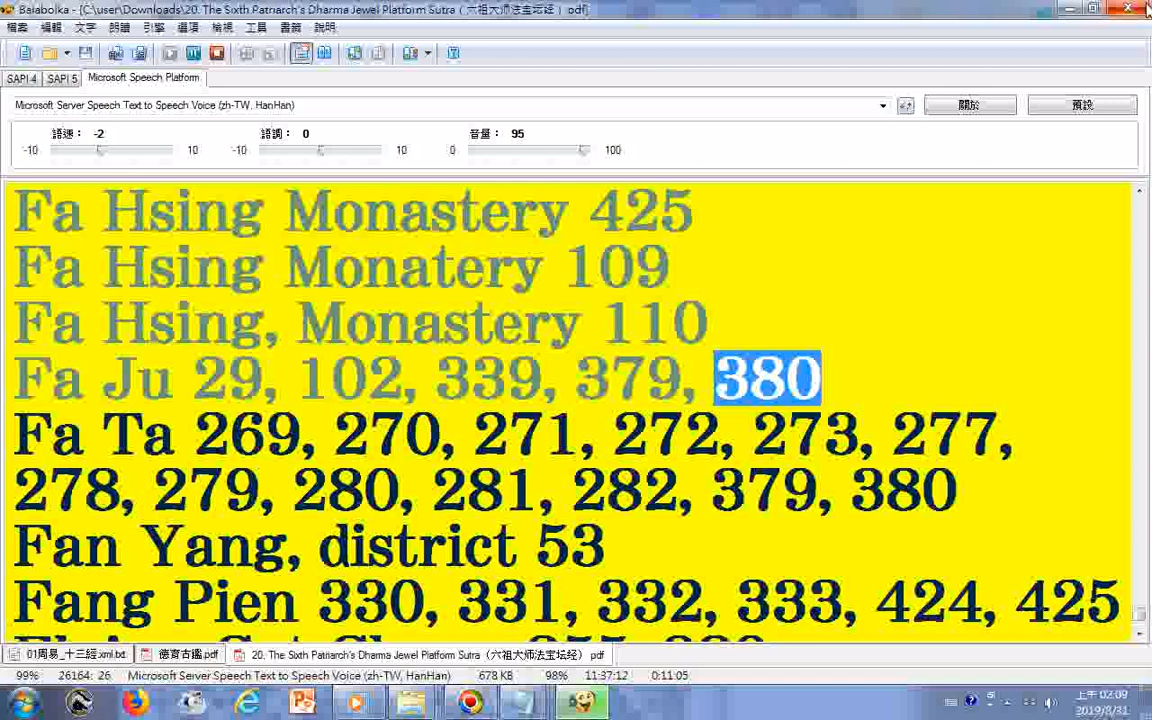 Balabolka - [C:\user\Downloads\20. The Sixth Patriarch's Dharma Jewel Platform Sutra（六祖大师法宝坛经）.pdf]
檔案 編輯 文字 朗讀 引擎 選項 檢視 工具 書籤 說明
SAPI 4 SAPI 5 Microsoft Speech Platform
Microsoft Server Speech Text to Speech Voice (zh-TW, HanHan) 關於 預設
語速： -2 語調： 0 音量： 95
-10 10 -10 10 0 100
Fa Hsing Monastery 425
Fa Hsing Monatery 109
Fa Hsing, Monastery 110
Fa Ju 29, 102, 339, 379, 380
Fa Ta 269, 270, 271, 272, 273, 277,
278, 279, 280, 281, 282, 379, 380
Fan Yang, district 53
Fang Pien 330, 331, 332, 333, 424, 425
01周易_十三經.xml.txt 德育古鑑.pdf 20. The Sixth Patriarch's Dharma Jewel Platform Sutra（六祖大师法宝坛经）.pdf
99% 26164: 26 Microsoft Server Speech Text to Speech Voice (zh-TW, HanHan) 678 KB 98% 11:37:12 0:11:05
上午 02:09
2019/8/31